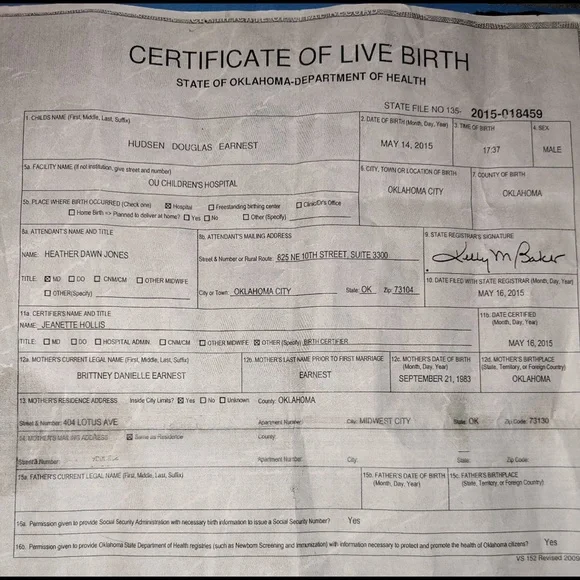 CERTIFICATE OF LIVE BIRTH
STATE OF OKLAHOMA-DEPARTMENT OF HEALTH
STATE FILE NO 135- 2015-018459
1. CHILDS NAME (First, Middle, Last, Suffix)
HUDSEN DOUGLAS EARNEST
2. DATE OF BIRTH (Month, Day, Year)
MAY 14, 2015
3. TIME OF BIRTH
17:37
4. SEX
MALE
5a. FACILITY NAME (If not institution, give street and number)
OU CHILDREN'S HOSPITAL
6. CITY, TOWN OR LOCATION OF BIRTH
OKLAHOMA CITY
7. COUNTY OF BIRTH
OKLAHOMA
5b. PLACE WHERE BIRTH OCCURRED (Check one) ☒ Hospital ☐ Freestanding birthing center ☐ Clinic/Dr's Office
☐ Home Birth => Planned to deliver at home? ☐ Yes ☐ No ☐ Other (Specify)
8a. ATTENDANT'S NAME AND TITLE
NAME: HEATHER DAWN JONES
TITLE: ☒ MD ☐ DO ☐ CNM/CM ☐ OTHER MIDWIFE
☐ OTHER(Specify)
8b. ATTENDANT'S MAILING ADDRESS
Street & Number or Rural Route: 825 NE 10TH STREET, SUITE 3300
City or Town: OKLAHOMA CITY State: OK Zip: 73104
9. STATE REGISTRAR'S SIGNATURE
Kelly M Baker
10. DATE FILED WITH STATE REGISTRAR (Month, Day, Year)
MAY 16, 2015
11a. CERTIFIER'S NAME AND TITLE
NAME: JEANETTE HOLLIS
TITLE: ☐ MD ☐ DO ☐ HOSPITAL ADMIN. ☐ CNM/CM ☐ OTHER MIDWIFE ☒ OTHER (Specify) BIRTH CERTIFIER
11b. DATE CERTIFIED
(Month, Day, Year)
MAY 16, 2015
12a. MOTHER'S CURRENT LEGAL NAME (First, Middle, Last, Suffix)
BRITTNEY DANIELLE EARNEST
12b. MOTHER'S LAST NAME PRIOR TO FIRST MARRIAGE
EARNEST
12c. MOTHER'S DATE OF BIRTH
(Month, Day, Year)
SEPTEMBER 21, 1983
12d. MOTHER'S BIRTHPLACE
(State, Territory, or Foreign Country)
OKLAHOMA
13. MOTHER'S RESIDENCE ADDRESS Inside City Limits? ☒ Yes ☐ No ☐ Unknown County: OKLAHOMA
Street & Number: 404 LOTUS AVE Apartment Number: City: MIDWEST CITY State: OK Zip Code: 73130
14. MOTHER'S MAILING ADDRESS ☒ Same as Residence County:
Street & Number: Apartment Number: City: State: Zip Code:
15a. FATHER'S CURRENT LEGAL NAME (First, Middle, Last, Suffix)
15b. FATHER'S DATE OF BIRTH
(Month, Day, Year)
15c. FATHER'S BIRTHPLACE
(State, Territory, or Foreign Country)
16a. Permission given to provide Social Security Administration with necessary birth information to issue a Social Security Number? Yes
16b. Permission given to provide Oklahoma State Department of Health registries (such as Newborn Screening and Immunization) with information necessary to protect and promote the health of Oklahoma citizens? Yes
VS 152 Revised 2009